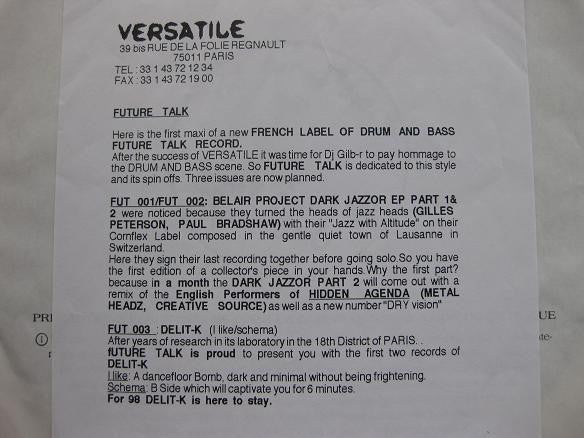 VERSATILE
39 bis RUE DE LA FOLIE REGNAULT
75011 PARIS
TEL : 33 1 43 72 12 34
FAX : 33 1 43 72 19 00
FUTURE TALK
Here is the first maxi of a new FRENCH LABEL OF DRUM AND BASS
FUTURE TALK RECORD.
After the success of VERSATILE it was time for Dj Gilb-r to pay hommage to
the DRUM AND BASS scene. So FUTURE TALK is dedicated to this style
and its spin offs. Three issues are now planned.
FUT 001/FUT 002: BELAIR PROJECT DARK JAZZOR EP PART 1&
2 were noticed because they turned the heads of jazz heads (GILLES
PETERSON, PAUL BRADSHAW) with their "Jazz with Altitude" on their
Cornflex Label composed in the gentle quiet town of Lausanne in
Switzerland.
Here they sign their last recording together before going solo.So you have
the first edition of a collector's piece in your hands.Why the first part?
because in a month the DARK JAZZOR PART 2 will come out with a
remix of the English Performers of HIDDEN AGENDA (METAL
HEADZ, CREATIVE SOURCE) as well as a new number "DRY vision"
FUT 003 : DELIT-K (I like/schema)
After years of research in its laboratory in the 18th District of PARIS. .
fUTURE TALK is proud to present you with the first two records of
DELIT-K
I like: A dancefloor Bomb, dark and minimal without being frightening.
Schema: B Side which will captivate you for 6 minutes.
For 98 DELIT-K is here to stay.